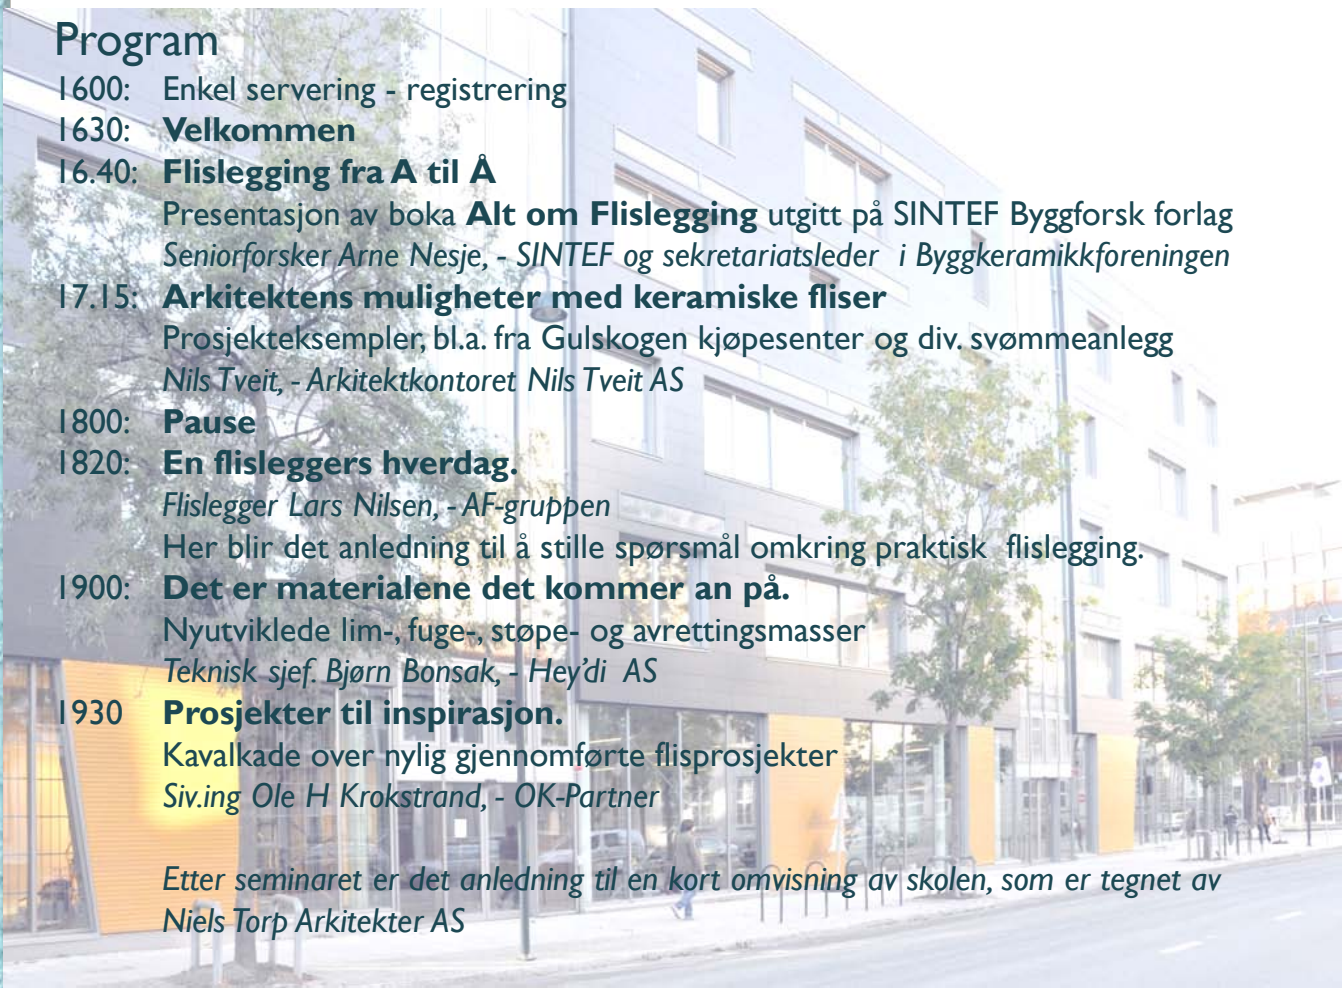 Program
1600: Enkel servering - registrering
1630: Velkommen
16.40: Flislegging fra A til Å
Presentasjon av boka Alt om Flislegging utgitt på SINTEF Byggforsk forlag
Seniorforsker Arne Nesje, - SINTEF og sekretariatsleder i Byggkeramikkforeningen
17.15: Arkitektens muligheter med keramiske fliser
Prosjekteksempler, bl.a. fra Gulskogen kjøpesenter og div. svømmeanlegg
Nils Tveit, - Arkitektkontoret Nils Tveit AS
1800: Pause
1820: En flisleggers hverdag.
Flislegger Lars Nilsen, - AF-gruppen
Her blir det anledning til å stille spørsmål omkring praktisk flislegging.
1900: Det er materialene det kommer an på.
Nyutviklede lim-, fuge-, støpe- og avrettingsmasser
Teknisk sjef. Bjørn Bonsak, - Hey'di AS
1930 Prosjekter til inspirasjon.
Kavalkade over nylig gjennomførte flisprosjekter
Siv.ing Ole H Krokstrand, - OK-Partner
Etter seminaret er det anledning til en kort omvisning av skolen, som er tegnet av
Niels Torp Arkitekter AS